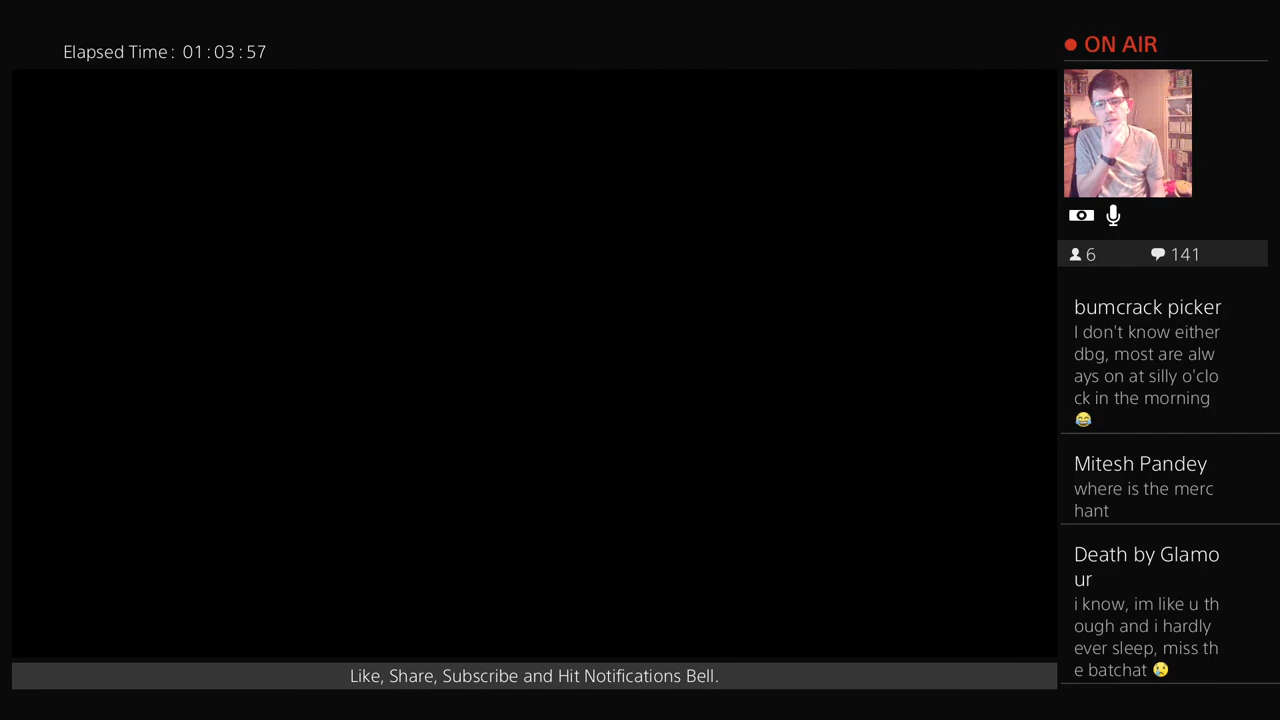 Elapsed Time: 01:03:57
ON AIR
6 141
bumcrack picker
I don't know either
dbg, most are alw
ays on at silly o'clo
ck in the morning
😂
Mitesh Pandey
where is the merc
hant
Death by Glamo
ur
i know, im like u th
ough and i hardly
ever sleep, miss th
e batchat 😢
Like, Share, Subscribe and Hit Notifications Bell.